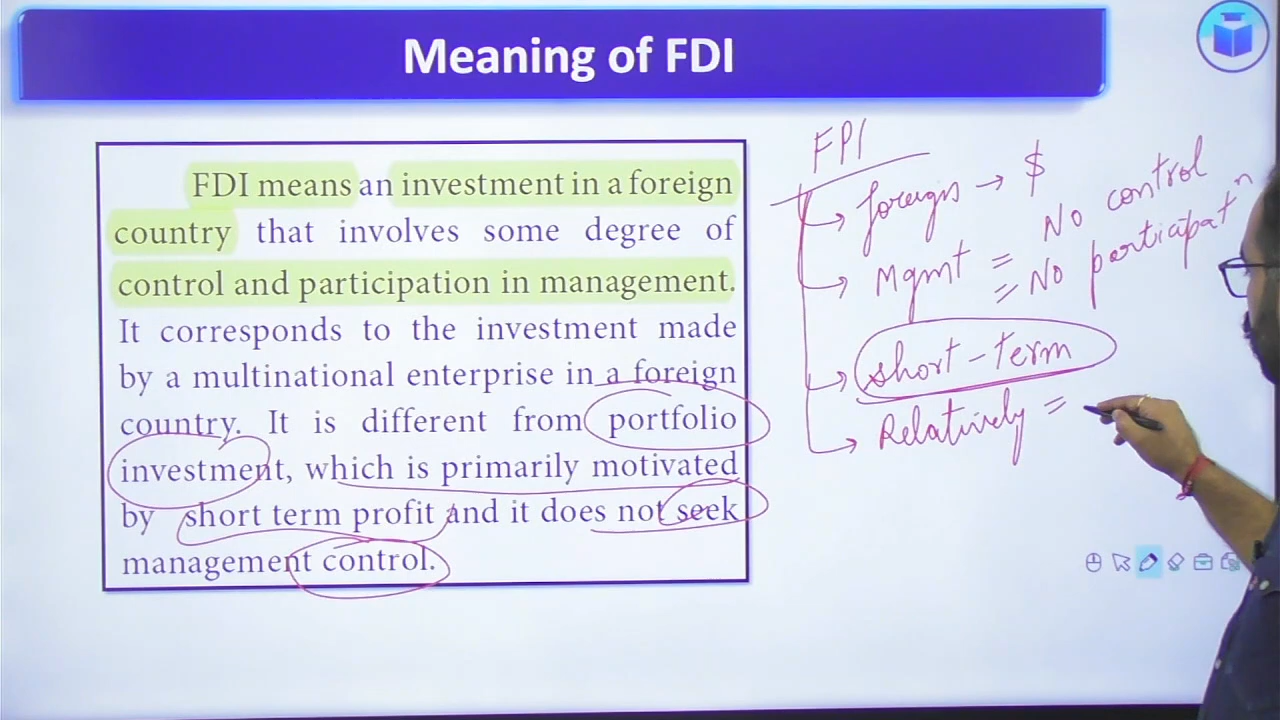 Meaning of FDI
FDI means an investment in a foreign
country that involves some degree of
control and participation in management.
It corresponds to the investment made
by a multinational enterprise in a foreign
country. It is different from portfolio
investment, which is primarily motivated
by short term profit and it does not seek
management control.
FPI
foreigns → $
Mgmt = No control
= No participatn
short-term
Relatively =